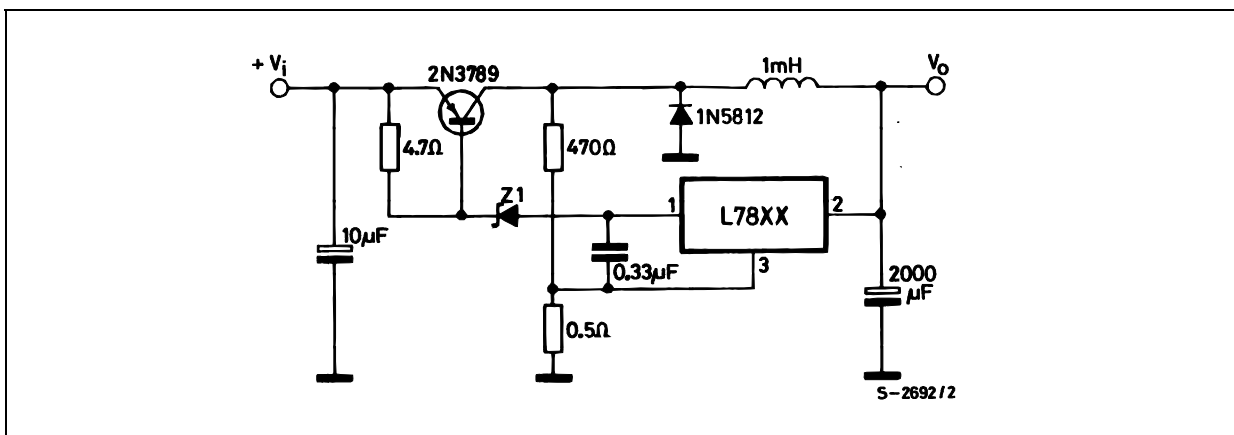 + Vi
2N3789
1mH
Vo
1N5812
4.7Ω
470Ω
Z1
1
L78XX
2
10µF
0.33µF
3
2000
µF
0.5Ω
S-2692/2